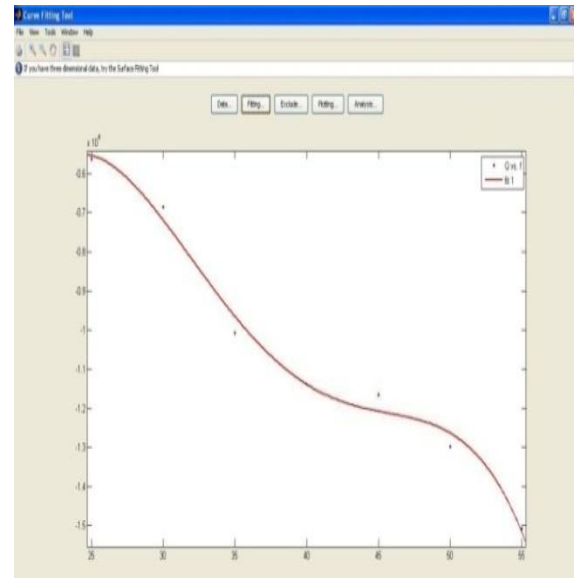 Curve Fitting Tool
File View Tools Window Help
If you have three dimensional data, try the Surface Fitting Tool
Data... Fitting... Exclude... Plotting... Analysis...
x 10
Q vs. f
fit 1
-0.6
-0.7
-0.8
-0.9
-1
-1.1
-1.2
-1.3
-1.4
-1.5
25 30 35 40 45 50 55